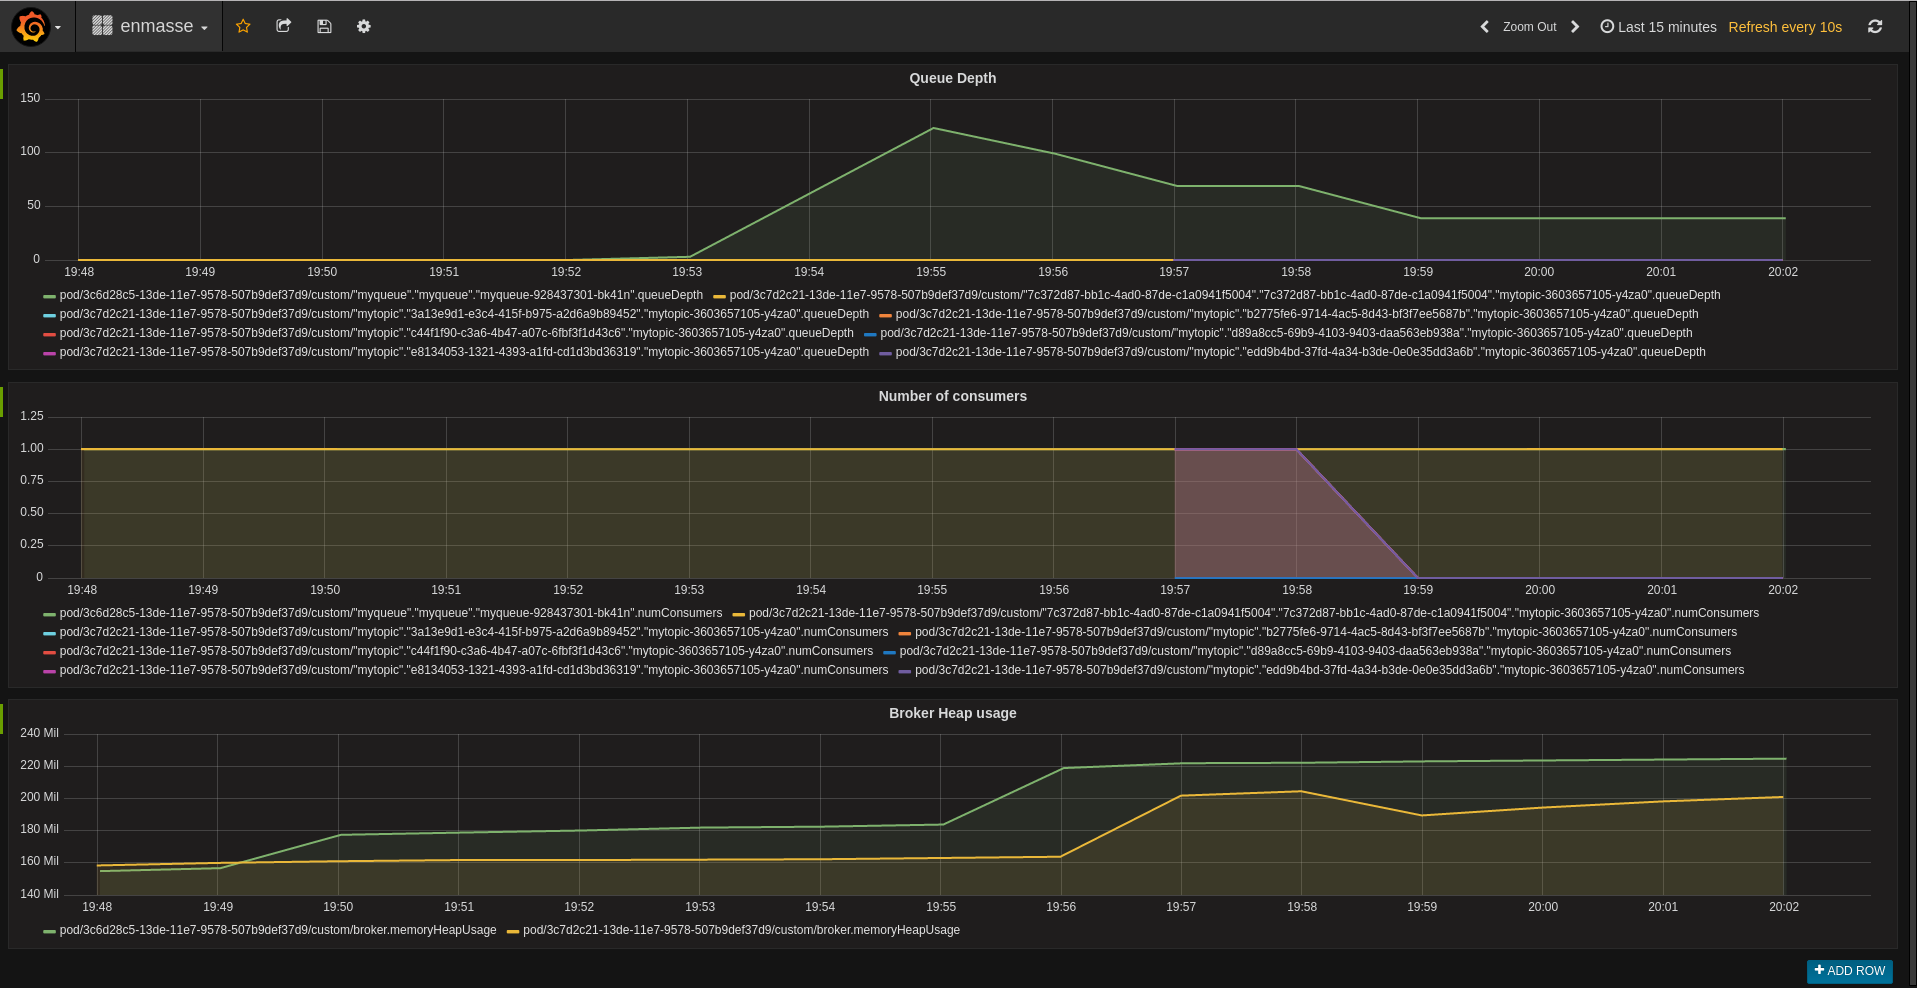 enmasse
Zoom Out
Last 15 minutes Refresh every 10s
Queue Depth
150
100
50
0
19:48 19:49 19:50 19:51 19:52 19:53 19:54 19:55 19:56 19:57 19:58 19:59 20:00 20:01 20:02
pod/3c6d28c5-13de-11e7-9578-507b9def37d9/custom/"myqueue"."myqueue"."myqueue-928437301-bk41n".queueDepth pod/3c7d2c21-13de-11e7-9578-507b9def37d9/custom/"7c372d87-bb1c-4ad0-87de-c1a0941f5004"."7c372d87-bb1c-4ad0-87de-c1a0941f5004"."mytopic-3603657105-y4za0".queueDepth
pod/3c7d2c21-13de-11e7-9578-507b9def37d9/custom/"mytopic"."3a13e9d1-e3c4-415f-b975-a2d6a9b89452"."mytopic-3603657105-y4za0".queueDepth pod/3c7d2c21-13de-11e7-9578-507b9def37d9/custom/"mytopic"."b2775fe6-9714-4ac5-8d43-bf3f7ee5687b"."mytopic-3603657105-y4za0".queueDepth
pod/3c7d2c21-13de-11e7-9578-507b9def37d9/custom/"mytopic"."c44f1f90-c3a6-4b47-a07c-6fbf3f1d43c6"."mytopic-3603657105-y4za0".queueDepth pod/3c7d2c21-13de-11e7-9578-507b9def37d9/custom/"mytopic"."d89a8cc5-69b9-4103-9403-daa563eb938a"."mytopic-3603657105-y4za0".queueDepth
pod/3c7d2c21-13de-11e7-9578-507b9def37d9/custom/"mytopic"."e8134053-1321-4393-a1fd-cd1d3bd36319"."mytopic-3603657105-y4za0".queueDepth pod/3c7d2c21-13de-11e7-9578-507b9def37d9/custom/"mytopic"."edd9b4bd-37fd-4a34-b3de-0e0e35dd3a6b"."mytopic-3603657105-y4za0".queueDepth
Number of consumers
1.25
1.00
0.75
0.50
0.25
0
19:48 19:49 19:50 19:51 19:52 19:53 19:54 19:55 19:56 19:57 19:58 19:59 20:00 20:01 20:02
pod/3c6d28c5-13de-11e7-9578-507b9def37d9/custom/"myqueue"."myqueue"."myqueue-928437301-bk41n".numConsumers pod/3c7d2c21-13de-11e7-9578-507b9def37d9/custom/"7c372d87-bb1c-4ad0-87de-c1a0941f5004"."7c372d87-bb1c-4ad0-87de-c1a0941f5004"."mytopic-3603657105-y4za0".numConsumers
pod/3c7d2c21-13de-11e7-9578-507b9def37d9/custom/"mytopic"."3a13e9d1-e3c4-415f-b975-a2d6a9b89452"."mytopic-3603657105-y4za0".numConsumers pod/3c7d2c21-13de-11e7-9578-507b9def37d9/custom/"mytopic"."b2775fe6-9714-4ac5-8d43-bf3f7ee5687b"."mytopic-3603657105-y4za0".numConsumers
pod/3c7d2c21-13de-11e7-9578-507b9def37d9/custom/"mytopic"."c44f1f90-c3a6-4b47-a07c-6fbf3f1d43c6"."mytopic-3603657105-y4za0".numConsumers pod/3c7d2c21-13de-11e7-9578-507b9def37d9/custom/"mytopic"."d89a8cc5-69b9-4103-9403-daa563eb938a"."mytopic-3603657105-y4za0".numConsumers
pod/3c7d2c21-13de-11e7-9578-507b9def37d9/custom/"mytopic"."e8134053-1321-4393-a1fd-cd1d3bd36319"."mytopic-3603657105-y4za0".numConsumers pod/3c7d2c21-13de-11e7-9578-507b9def37d9/custom/"mytopic"."edd9b4bd-37fd-4a34-b3de-0e0e35dd3a6b"."mytopic-3603657105-y4za0".numConsumers
Broker Heap usage
240 Mil
220 Mil
200 Mil
180 Mil
160 Mil
140 Mil
19:48 19:49 19:50 19:51 19:52 19:53 19:54 19:55 19:56 19:57 19:58 19:59 20:00 20:01 20:02
pod/3c6d28c5-13de-11e7-9578-507b9def37d9/custom/broker.memoryHeapUsage pod/3c7d2c21-13de-11e7-9578-507b9def37d9/custom/broker.memoryHeapUsage
+ ADD ROW